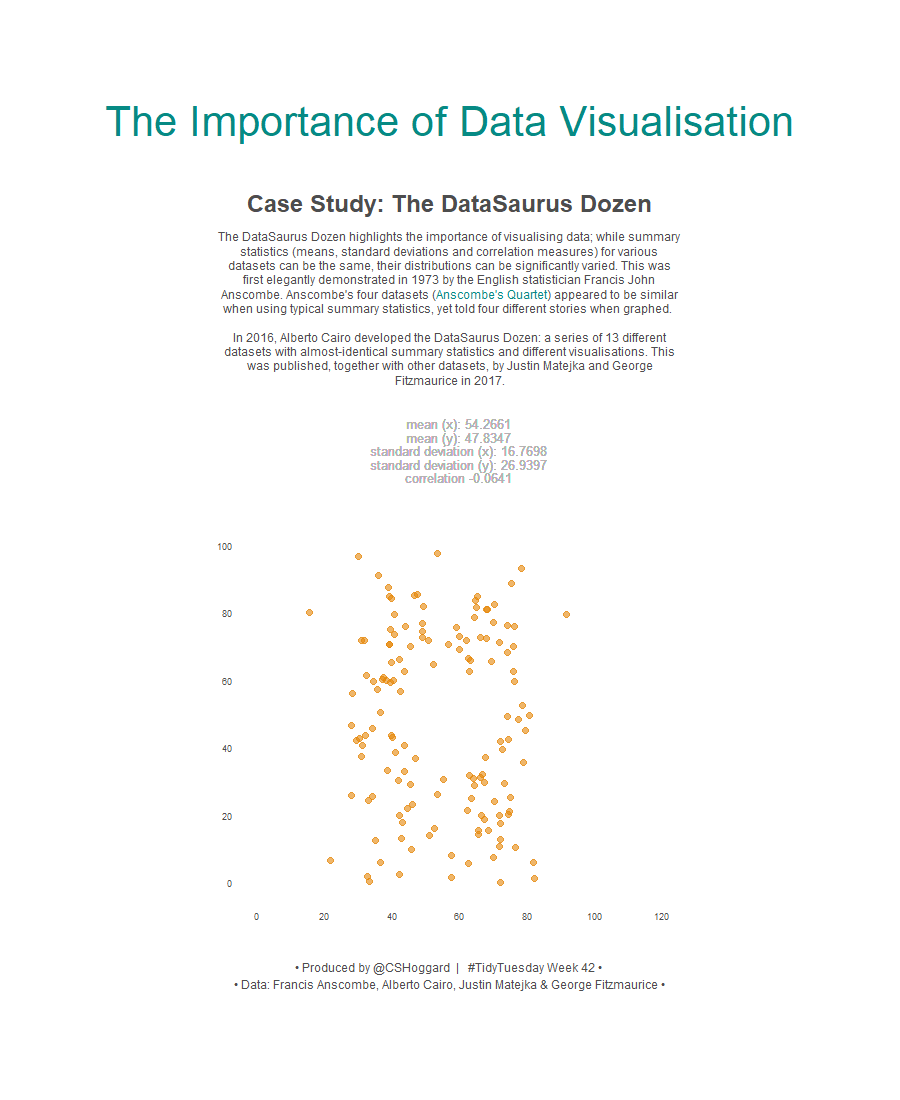 The Importance of Data Visualisation
Case Study: The DataSaurus Dozen
The DataSaurus Dozen highlights the importance of visualising data; while summary
statistics (means, standard deviations and correlation measures) for various
datasets can be the same, their distributions can be significantly varied. This was
first elegantly demonstrated in 1973 by the English statistician Francis John
Anscombe. Anscombe's four datasets (Anscombe's Quartet) appeared to be similar
when using typical summary statistics, yet told four different stories when graphed.
In 2016, Alberto Cairo developed the DataSaurus Dozen: a series of 13 different
datasets with almost-identical summary statistics and different visualisations. This
was published, together with other datasets, by Justin Matejka and George
Fitzmaurice in 2017.
mean (x): 54.2661
mean (y): 47.8347
standard deviation (x): 16.7698
standard deviation (y): 26.9397
correlation -0.0641
100
80
60
40
20
0
0 20 40 60 80 100 120
• Produced by @CSHoggard | #TidyTuesday Week 42 •
• Data: Francis Anscombe, Alberto Cairo, Justin Matejka & George Fitzmaurice •